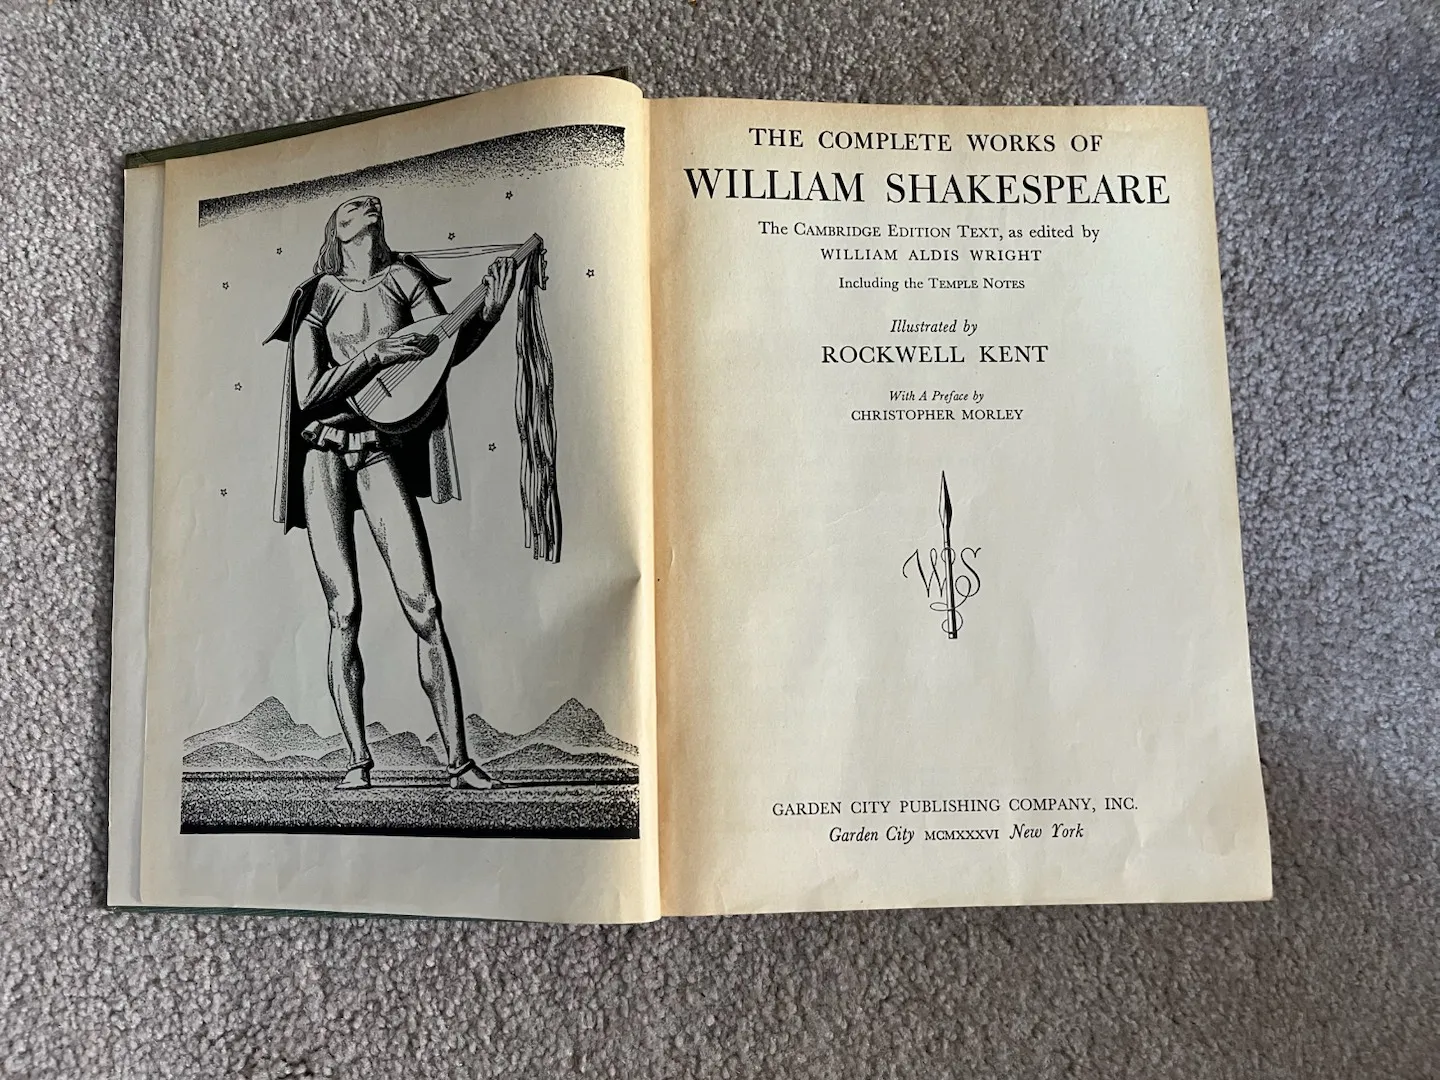 THE COMPLETE WORKS OF
WILLIAM SHAKESPEARE
The CAMBRIDGE EDITION TEXT, as edited by
WILLIAM ALDIS WRIGHT
Including the TEMPLE NOTES
Illustrated by
ROCKWELL KENT
With A Preface by
CHRISTOPHER MORLEY
WS
GARDEN CITY PUBLISHING COMPANY, INC.
Garden City MCMXXXVI New York